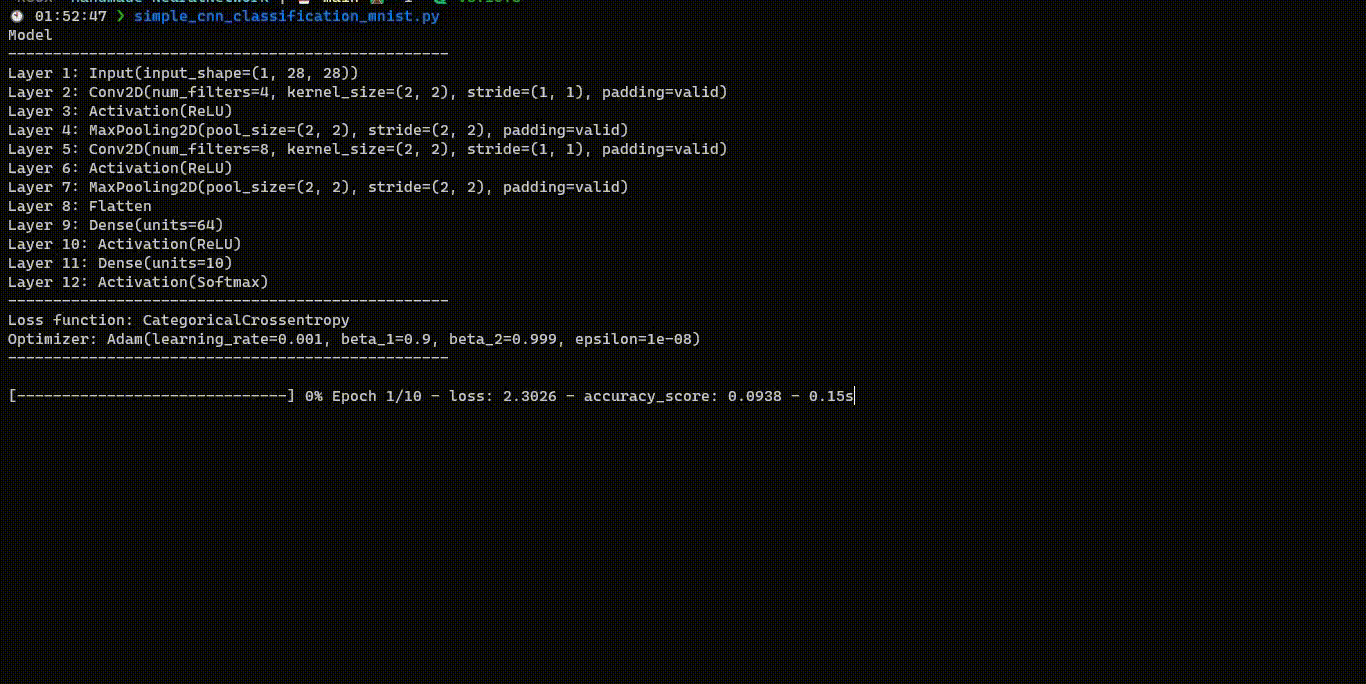 01:52:47 ❯ simple_cnn_classification_mnist.py
Model
-------------------------------------------------
Layer 1: Input(input_shape=(1, 28, 28))
Layer 2: Conv2D(num_filters=4, kernel_size=(2, 2), stride=(1, 1), padding=valid)
Layer 3: Activation(ReLU)
Layer 4: MaxPooling2D(pool_size=(2, 2), stride=(2, 2), padding=valid)
Layer 5: Conv2D(num_filters=8, kernel_size=(2, 2), stride=(1, 1), padding=valid)
Layer 6: Activation(ReLU)
Layer 7: MaxPooling2D(pool_size=(2, 2), stride=(2, 2), padding=valid)
Layer 8: Flatten
Layer 9: Dense(units=64)
Layer 10: Activation(ReLU)
Layer 11: Dense(units=10)
Layer 12: Activation(Softmax)
-------------------------------------------------
Loss function: CategoricalCrossentropy
Optimizer: Adam(learning_rate=0.001, beta_1=0.9, beta_2=0.999, epsilon=1e-08)
-------------------------------------------------
[------------------------------] 0% Epoch 1/10 - loss: 2.3026 - accuracy_score: 0.0938 - 0.15s